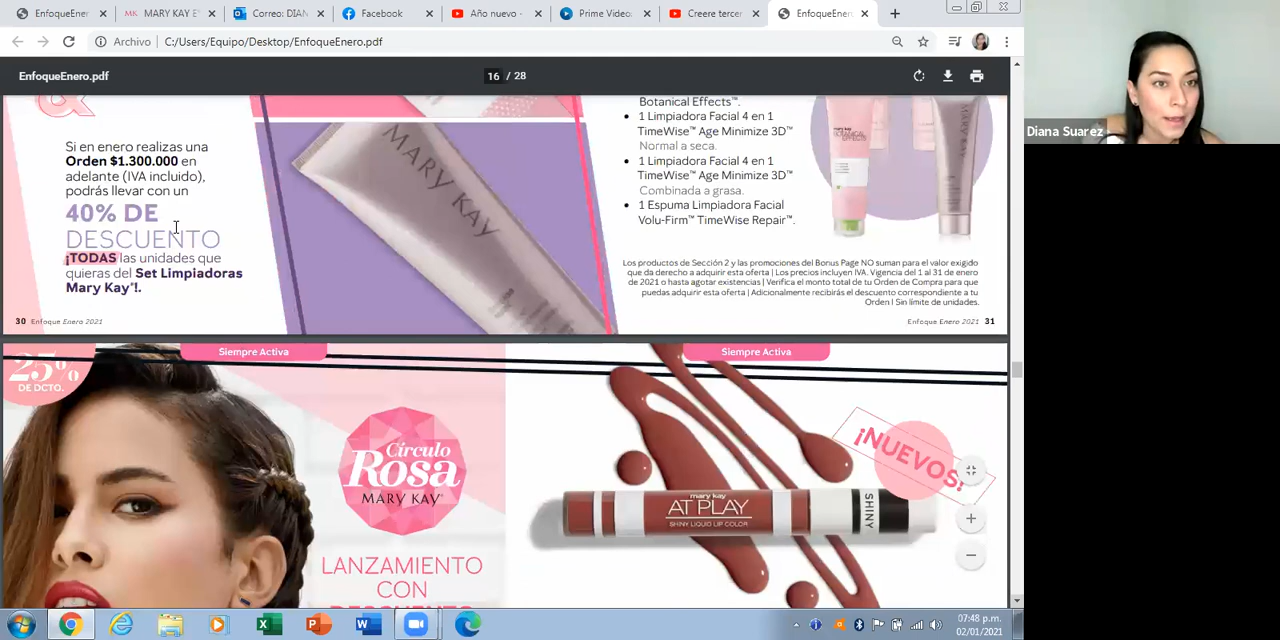 EnfoqueEner
MARY KAY E
Correo: DIAN
Facebook
Año nuevo -
Prime Video:
Creere tercer
EnfoqueEner
Archivo | C:/Users/Equipo/Desktop/EnfoqueEnero.pdf
EnfoqueEnero.pdf
16 / 28
&
Si en enero realizas una
Orden $1.300.000 en
adelante (IVA incluido),
podrás llevar con un
40% DE
DESCUENTO
¡TODAS las unidades que
quieras del Set Limpiadoras
Mary Kay®!.
MARY KAY
Botanical Effects™.
• 1 Limpiadora Facial 4 en 1
TimeWise™ Age Minimize 3D™
Normal a seca.
• 1 Limpiadora Facial 4 en 1
TimeWise™ Age Minimize 3D™
Combinada a grasa.
• 1 Espuma Limpiadora Facial
Volu-Firm™ TimeWise Repair™.
mary kay
BOTANICAL
EFFECTS
MARY KAY
Los productos de Sección 2 y las promociones del Bonus Page NO suman para el valor exigido
que da derecho a adquirir esta oferta | Los precios incluyen IVA. Vigencia del 1 al 31 de enero
de 2021 o hasta agotar existencias | Verifica el monto total de tu Orden de Compra para que
puedas adquirir esta oferta | Adicionalmente recibirás el descuento correspondiente a tu
Orden | Sin límite de unidades.
30 Enfoque Enero 2021
Enfoque Enero 2021 31
Siempre Activa
Siempre Activa
25%
DE DCTO.
Círculo
Rosa
MARY KAY®
LANZAMIENTO
CON
DESCUENTO
¡NUEVOS!
mary kay
AT PLAY
SHINY LIQUID LIP COLOR
SHINY
Diana Suarez
07:48 p.m.
02/01/2021